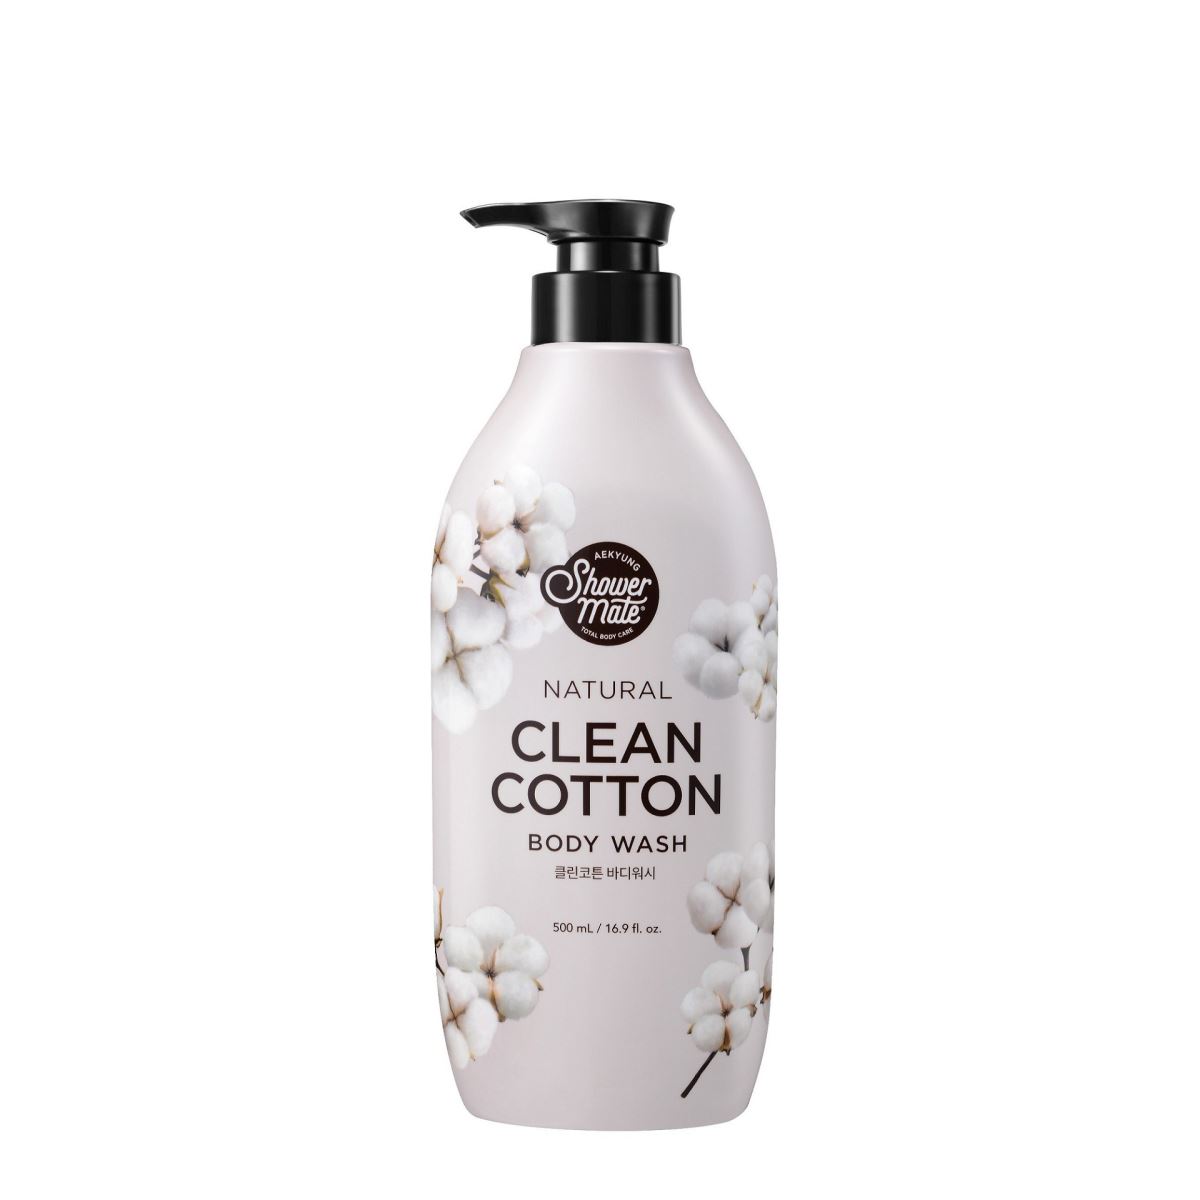 AEKYUNG
Shower
Mate®
TOTAL BODY CARE
NATURAL
CLEAN
COTTON
BODY WASH
클린코튼 바디워시
500 mL / 16.9 fl. oz.